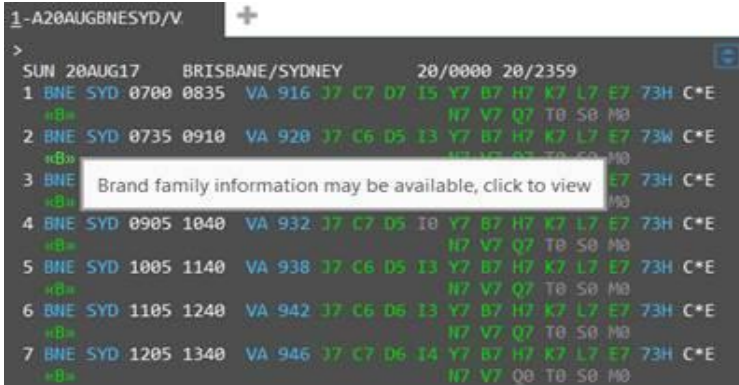 1-A20AUGBNESYD/V
>
SUN 20AUG17 BRISBANE/SYDNEY 20/0000 20/2359
1 BNE SYD 0700 0835 VA 916 J7 C7 D7 I5 Y7 B7 H7 K7 L7 E7 73H C*E
«B» N7 V7 Q7 T0 S0 M0
2 BNE SYD 0735 0910 VA 920 J7 C6 D5 I3 Y7 B7 H7 K7 L7 E7 73W C*E
«B» N7 V7 Q7 T0 S0 M0
3 BNE E7 73H C*E
Brand family information may be available, click to view
«B» M0
4 BNE SYD 0905 1040 VA 932 J7 C7 D5 I0 Y7 B7 H7 K7 L7 E7 73H C*E
«B» N7 V7 Q7 T0 S0 M0
5 BNE SYD 1005 1140 VA 938 J7 C6 D5 I3 Y7 B7 H7 K7 L7 E7 73H C*E
«B» N7 V7 Q7 T0 S0 M0
6 BNE SYD 1105 1240 VA 942 J7 C6 D6 I3 Y7 B7 H7 K7 L7 E7 73H C*E
«B» N7 V7 Q7 T0 S0 M0
7 BNE SYD 1205 1340 VA 946 J7 C7 D6 I4 Y7 B7 H7 K7 L7 E7 73H C*E
«B» N7 V7 Q0 T0 S0 M0